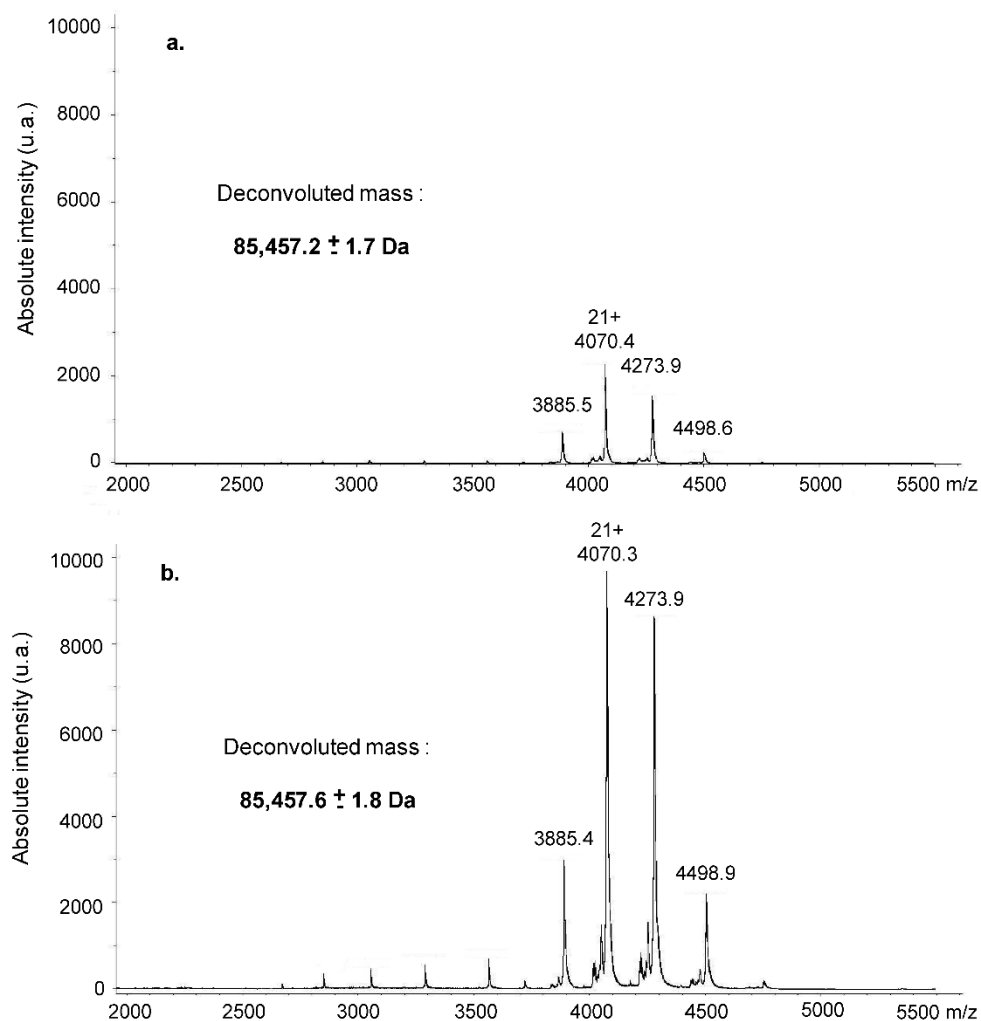 a.
Absolute intensity (u.a.)
10000
8000
6000
4000
2000
0
Deconvoluted mass :
85,457.2 ± 1.7 Da
21+
4070.4
4273.9
3885.5
4498.6
2000 2500 3000 3500 4000 4500 5000 5500 m/z
b.
Absolute intensity (u.a.)
10000
8000
6000
4000
2000
0
Deconvoluted mass :
85,457.6 ± 1.8 Da
21+
4070.3
4273.9
3885.4
4498.9
2000 2500 3000 3500 4000 4500 5000 5500 m/z